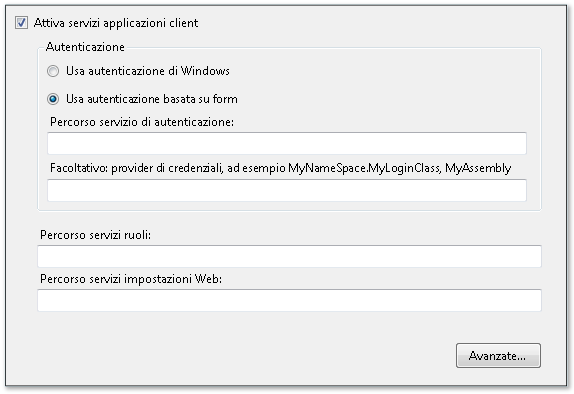 Attiva servizi applicazioni client
Autenticazione
Usa autenticazione di Windows
Usa autenticazione basata su form
Percorso servizio di autenticazione:
Facoltativo: provider di credenziali, ad esempio MyNameSpace.MyLoginClass, MyAssembly
Percorso servizi ruoli:
Percorso servizi impostazioni Web:
Avanzate...